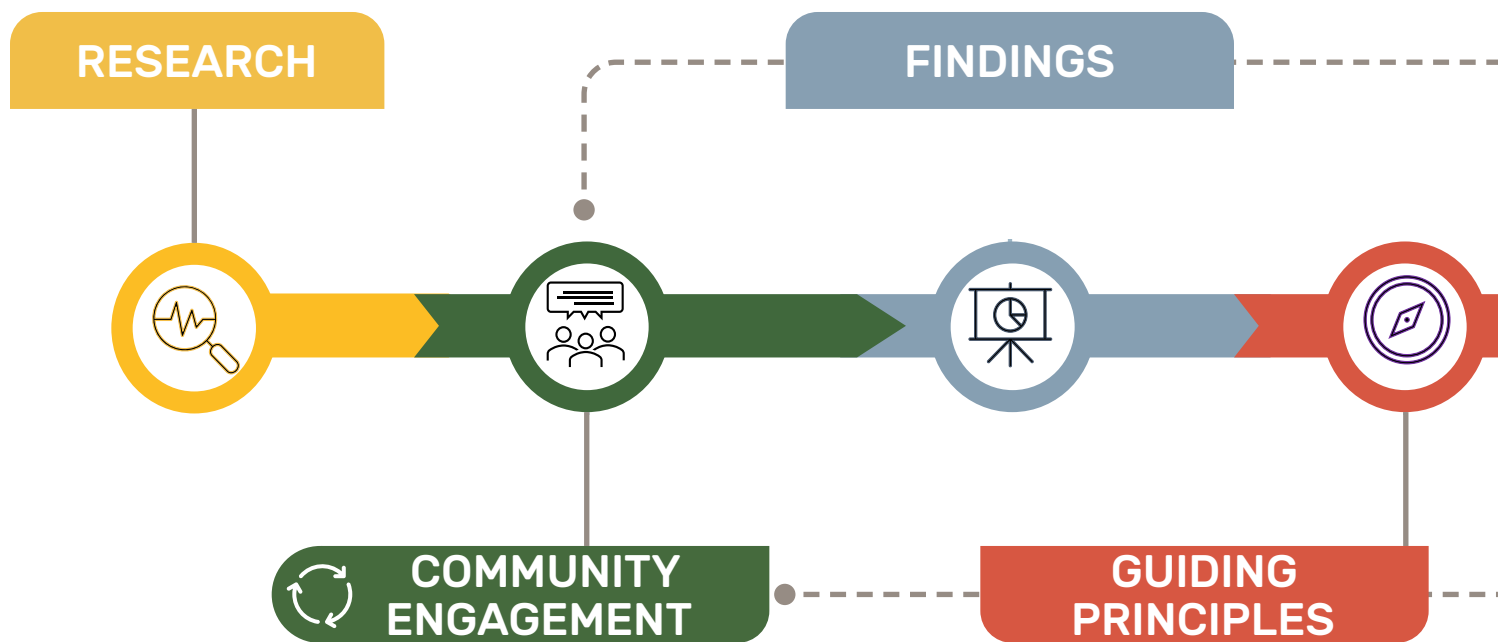 RESEARCH
FINDINGS
COMMUNITY
ENGAGEMENT
GUIDING
PRINCIPLES